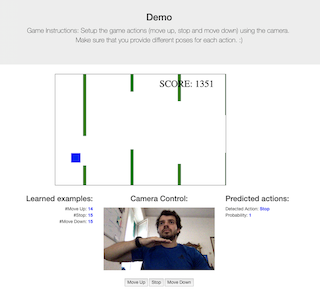 Demo
Game Instructions: Setup the game actions (move up, stop and move down) using the camera.
Make sure that you provide different poses for each action. :)
SCORE: 1351
Learned examples:
#Move Up: 14
#Stop: 15
#Move Down: 15
Camera Control:
Predicted actions:
Detected Action: Stop
Probability: 1
Move Up
Stop
Move Down